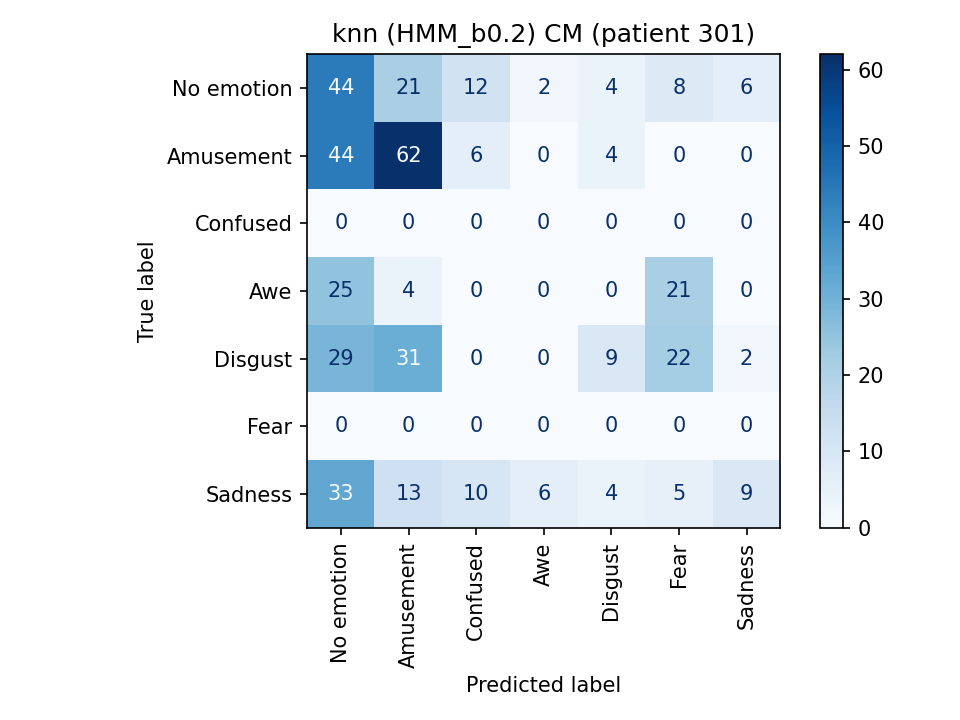 knn (HMM_b0.2) CM (patient 301)
No emotion 44 21 12 2 4 8 6
Amusement 44 62 6 0 4 0 0
Confused 0 0 0 0 0 0 0
Awe 25 4 0 0 0 21 0
Disgust 29 31 0 0 9 22 2
Fear 0 0 0 0 0 0 0
Sadness 33 13 10 6 4 5 9
True label
No emotion
Amusement
Confused
Awe
Disgust
Fear
Sadness
Predicted label
60
50
40
30
20
10
0